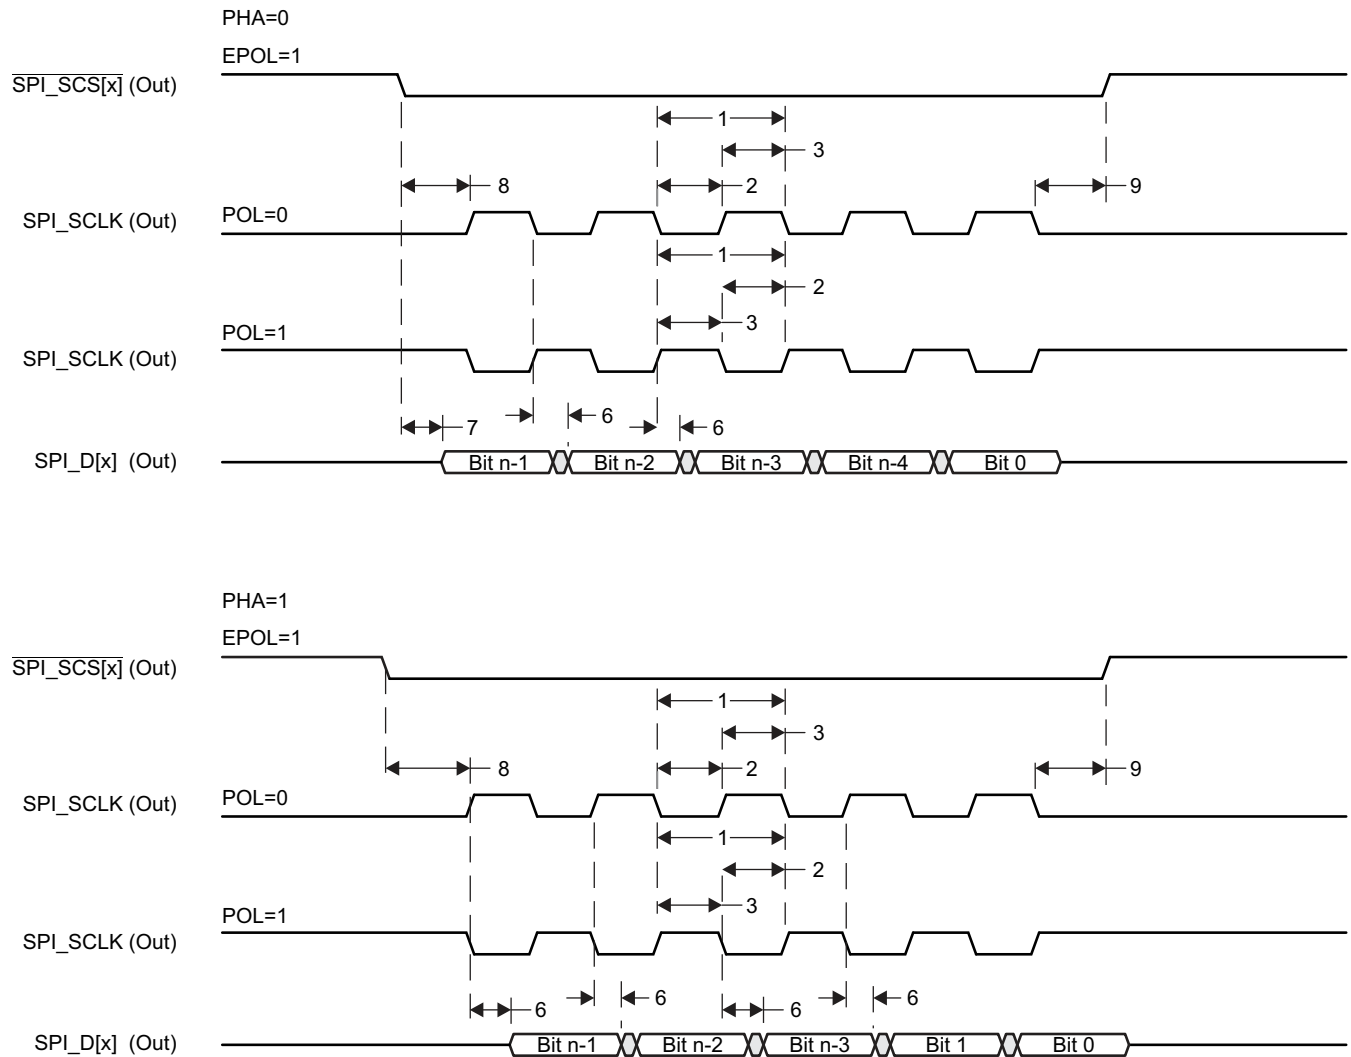 PHA=0
EPOL=1
SPI_SCS[x] (Out)
1
3
8
2
9
SPI_SCLK (Out)
POL=0
1
2
3
POL=1
SPI_SCLK (Out)
6
7
6
SPI_D[x] (Out)
Bit n-1
Bit n-2
Bit n-3
Bit n-4
Bit 0
PHA=1
EPOL=1
SPI_SCS[x] (Out)
1
3
8
2
9
SPI_SCLK (Out)
POL=0
1
2
3
POL=1
SPI_SCLK (Out)
6
6
6
6
SPI_D[x] (Out)
Bit n-1
Bit n-2
Bit n-3
Bit 1
Bit 0